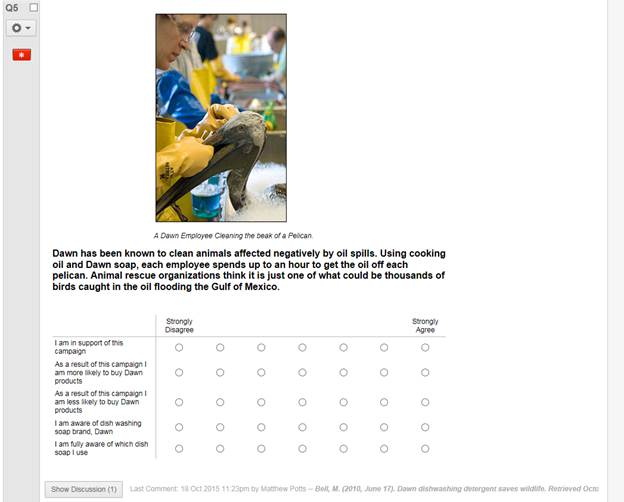 Q5
A Dawn Employee Cleaning the beak of a Pelican.
Dawn has been known to clean animals affected negatively by oil spills. Using cooking
oil and Dawn soap, each employee spends up to an hour to get the oil off each
pelican. Animal rescue organizations think it is just one of what could be thousands of
birds caught in the oil flooding the Gulf of Mexico.
Strongly
Disagree
Strongly
Agree
I am in support of this
campaign
As a result of this campaign I
am more likely to buy Dawn
products
As a result of this campaign I
am less likely to buy Dawn
products
I am aware of dish washing
soap brand, Dawn
I am fully aware of which dish
soap I use
Show Discussion (1)
Last Comment: 18 Oct 2015 11:23pm by Matthew Potts -- Bell, M. (2010, June 17). Dawn dishwashing detergent saves wildlife. Retrieved Octo